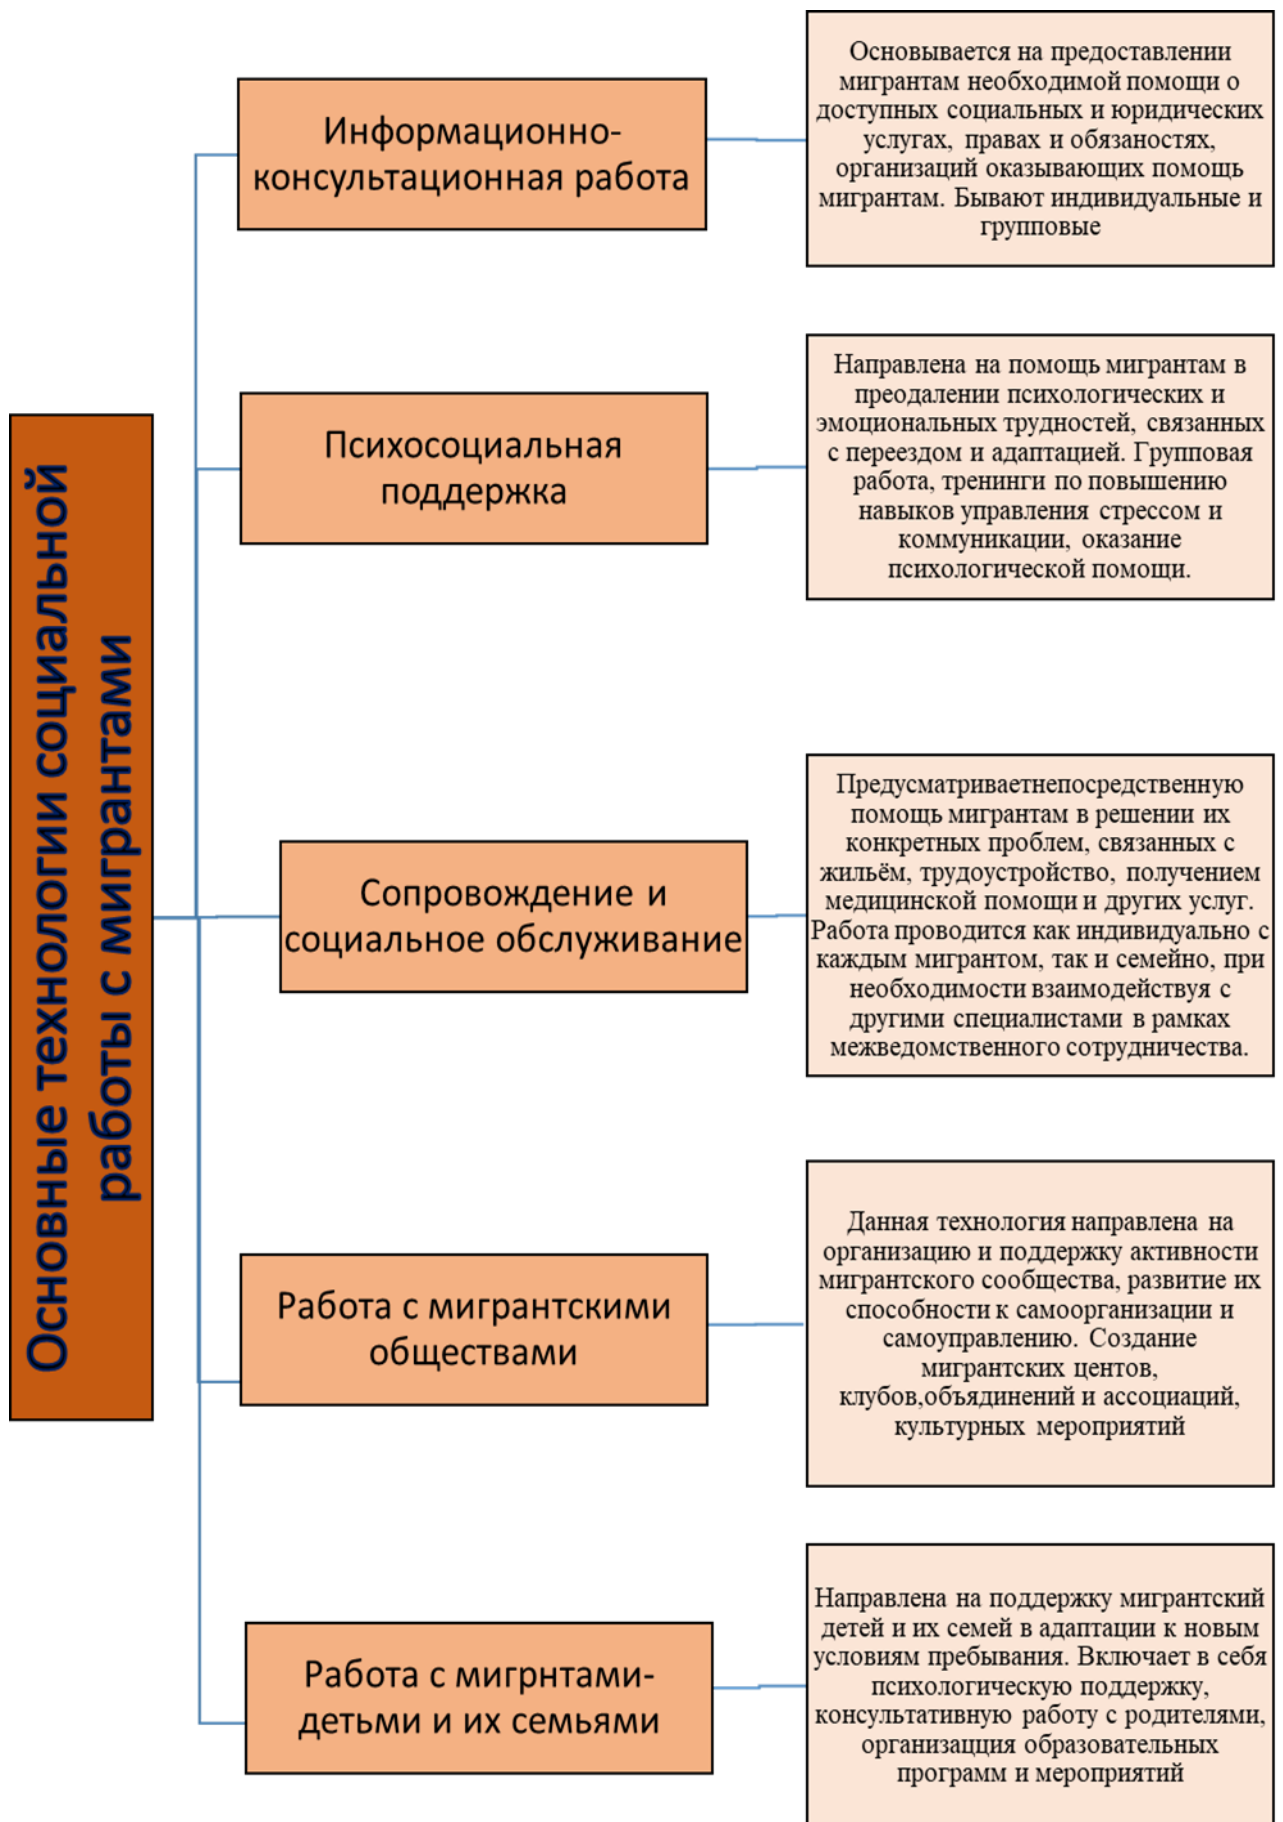 Основные технологии социальной
работы с мигрантами
Информационно-
консультационная работа
Основывается на предоставлении
мигрантам необходимой помощи о
доступных социальных и юридических
услугах, правах и обязаностях,
организаций оказывающих помощь
мигрантам. Бывают индивидуальные и
групповые
Психосоциальная
поддержка
Направлена на помощь мигрантам в
преодалении психологических и
эмоциональных трудностей, связанных
с переездом и адаптацией. Групповая
работа, тренинги по повышению
навыков управления стрессом и
коммуникации, оказание
психологической помощи.
Сопровождение и
социальное обслуживание
Предусматриваетнепосредственную
помощь мигрантам в решении их
конкретных проблем, связанных с
жильём, трудоустройство, получением
медицинской помощи и других услуг.
Работа проводится как индивидуально с
каждым мигрантом, так и семейно, при
необходимости взаимодействуя с
другими специалистами в рамках
межведомственного сотрудничества.
Работа с мигрантскими
обществами
Данная технология направлена на
организацию и поддержку активности
мигрантского сообщества, развитие их
способности к самоорганизации и
самоуправлению. Создание
мигрантских центов,
клубов,объядинений и ассоциаций,
культурных мероприятий
Работа с мигрнтами-
детьми и их семьями
Направлена на поддержку мигрантский
детей и их семей в адаптации к новым
условиям пребывания. Включает в себя
психологическую поддержку,
консультативную работу с родителями,
организацция образовательных
программ и мероприятий